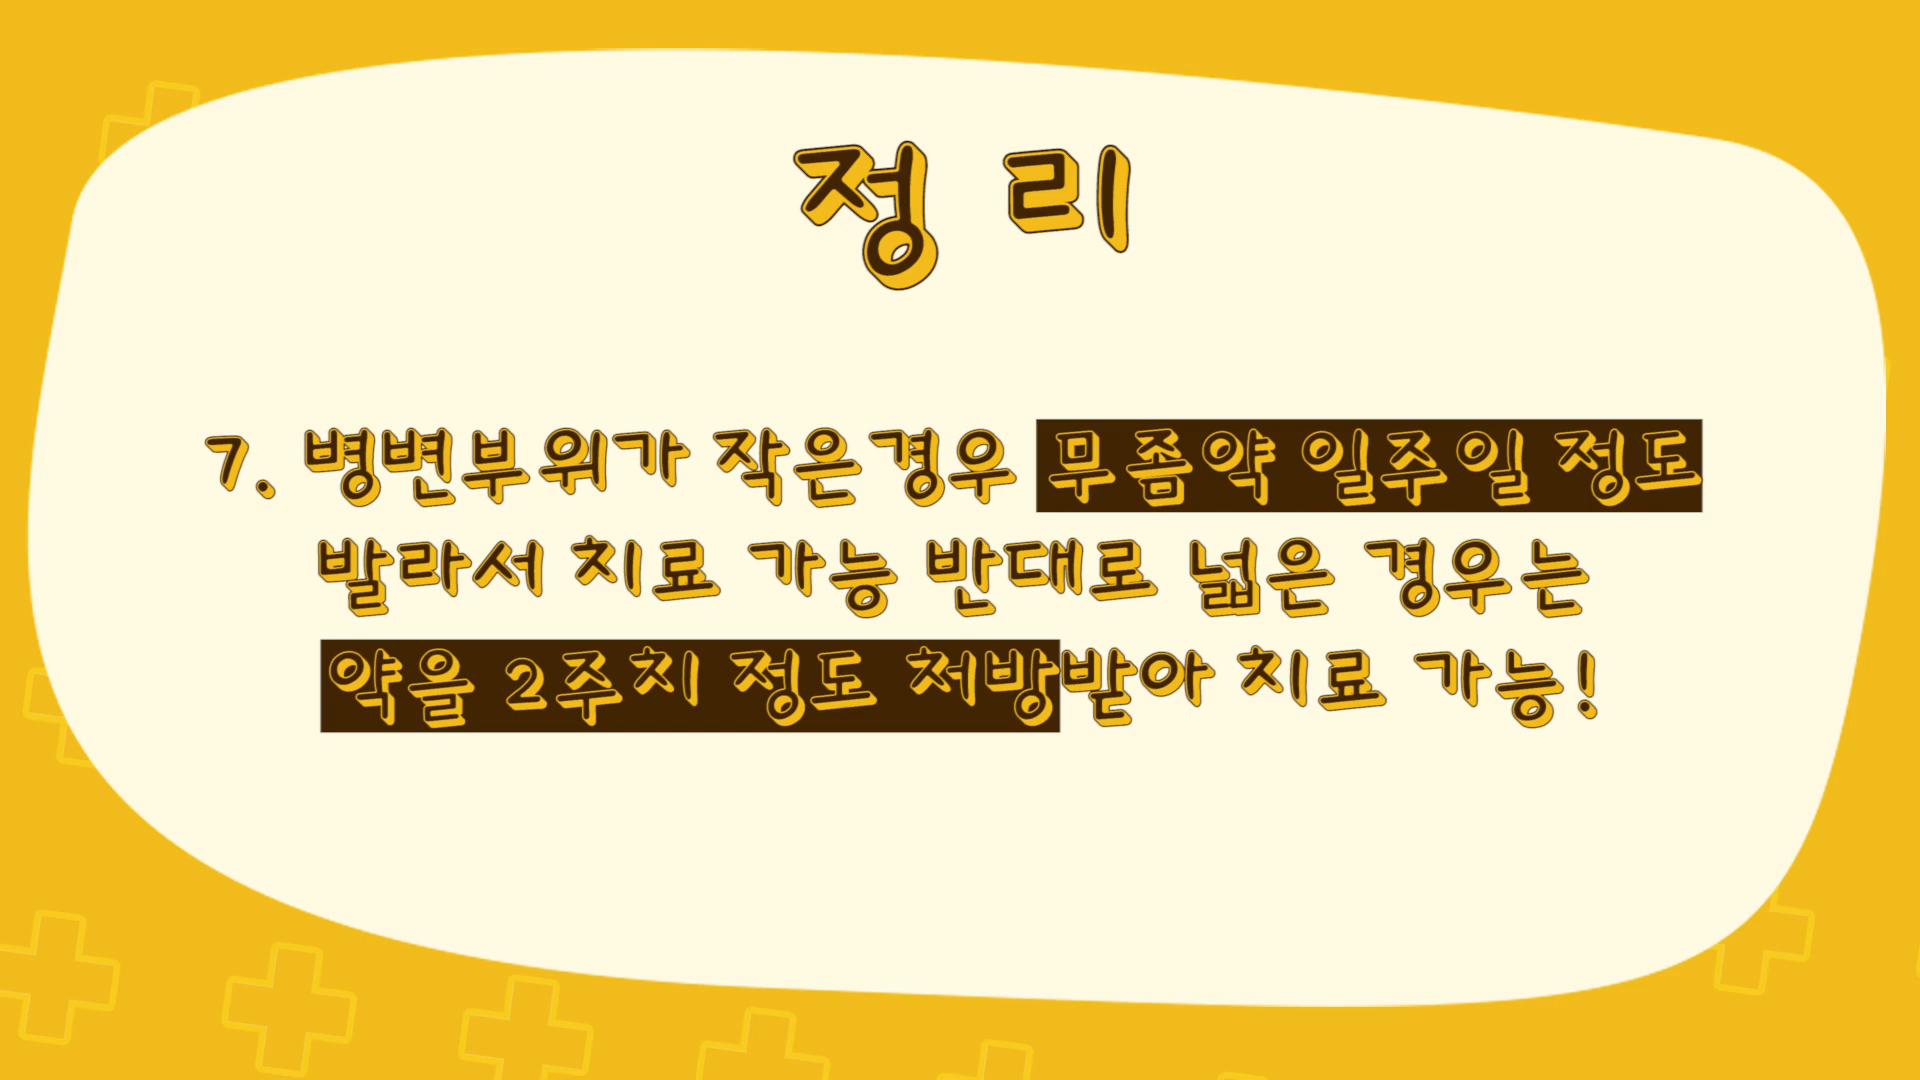 정 리
7. 병변부위가 작은경우 무좀약 일주일 정도
발라서 치료 가능 반대로 넓은 경우는
약을 2주치 정도 처방받아 치료 가능!